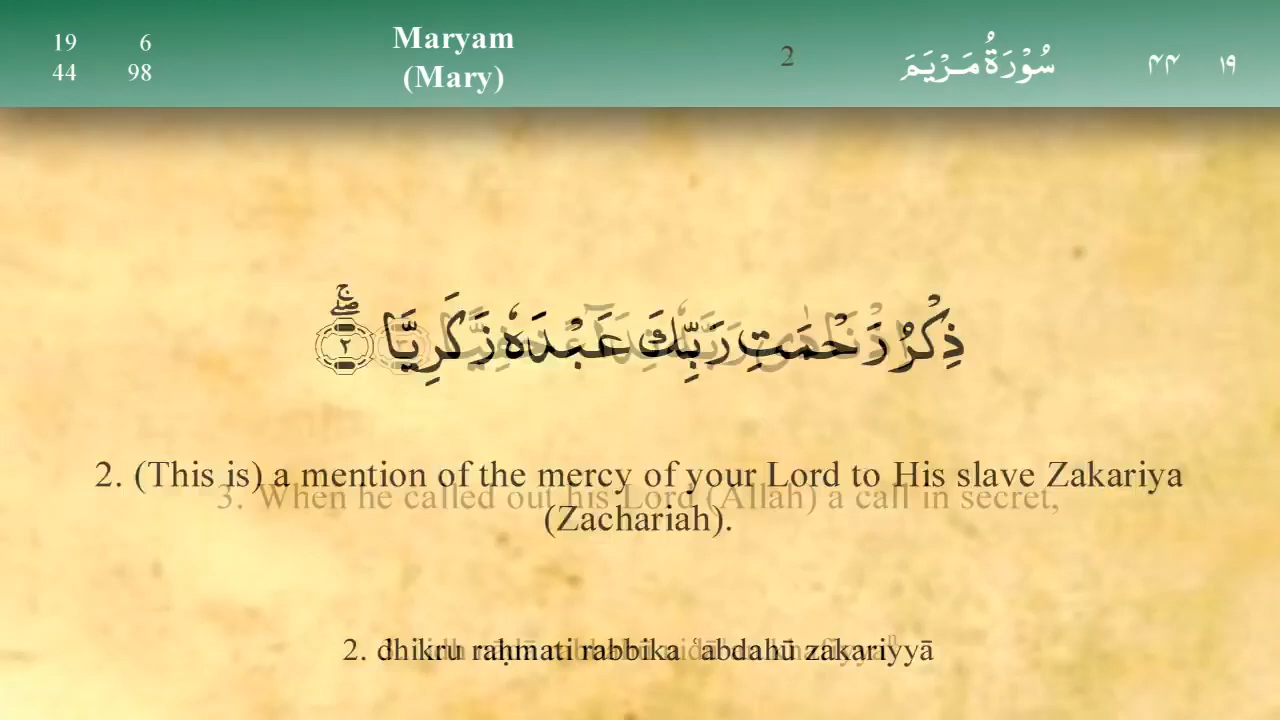 19 6
44 98
Maryam
(Mary)
2
سُوْرَةُ مَرْيَمَ
٤٤ ١٩
ذِكْرُ رَحْمَتِ رَبِّكَ عَبْدَهٗ زَكَرِيَّا ۖۚ ٢
2. (This is) a mention of the mercy of your Lord to His slave Zakariya
3. When he called out his Lord (Allah) a call in secret,
(Zachariah).
2. dhikru raḥmati rabbika ʿabdahū zakariyyā